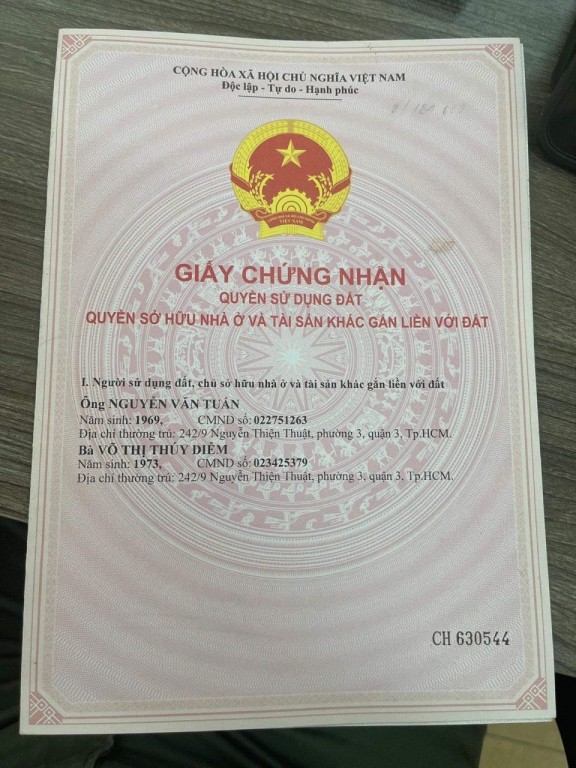 CỘNG HÒA XÃ HỘI CHỦ NGHĨA VIỆT NAM
Độc lập - Tự do - Hạnh phúc
VIỆT NAM
GIẤY CHỨNG NHẬN
QUYỀN SỬ DỤNG ĐẤT
QUYỀN SỞ HỮU NHÀ Ở VÀ TÀI SẢN KHÁC GẮN LIỀN VỚI ĐẤT
I. Người sử dụng đất, chủ sở hữu nhà ở và tài sản khác gắn liền với đất
Ông NGUYỄN VĂN TUÁN
Năm sinh: 1969, CMND số: 022751263
Địa chỉ thường trú: 242/9 Nguyễn Thiện Thuật, phường 3, quận 3, Tp.HCM.
Bà VÕ THỊ THÚY DIỄM
Năm sinh: 1973, CMND số: 023425379
Địa chỉ thường trú: 242/9 Nguyễn Thiện Thuật, phường 3, quận 3, Tp.HCM.
CH 630544